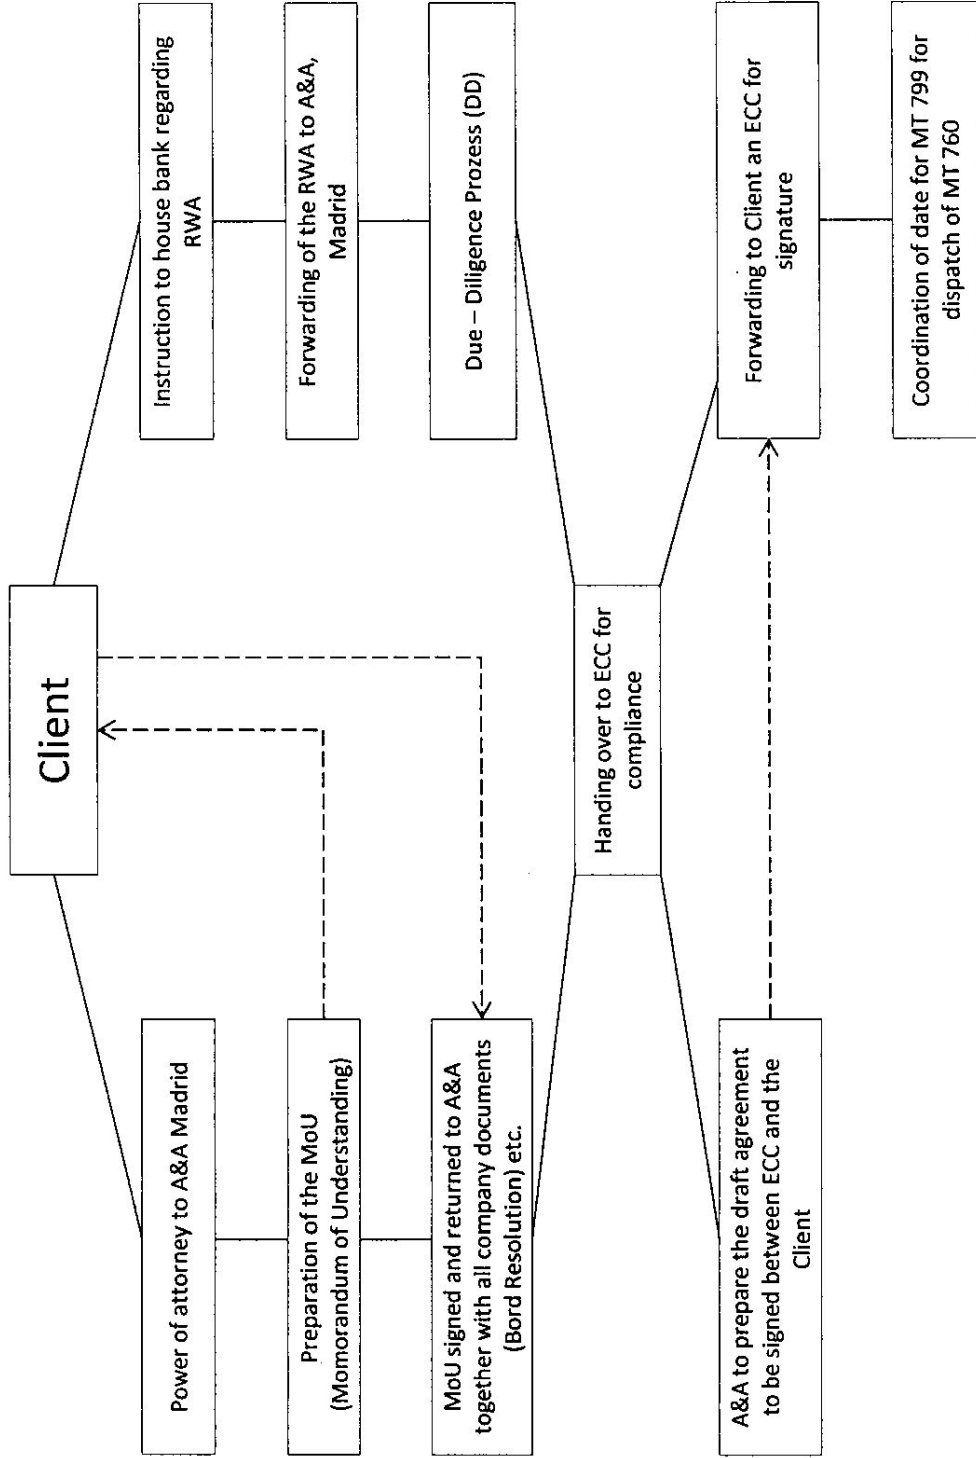 Client
Power of attorney to A&A Madrid
Preparation of the MoU
(Momorandum of Understanding)
MoU signed and returned to A&A
together with all company documents
(Bord Resolution) etc.
Instruction to house bank regarding
RWA
Forwarding of the RWA to A&A,
Madrid
Due – Diligence Prozess (DD)
Handing over to ECC for
compliance
A&A to prepare the draft agreement
to be signed between ECC and the
Client
Forwarding to Client an ECC for
signature
Coordination of date for MT 799 for
dispatch of MT 760